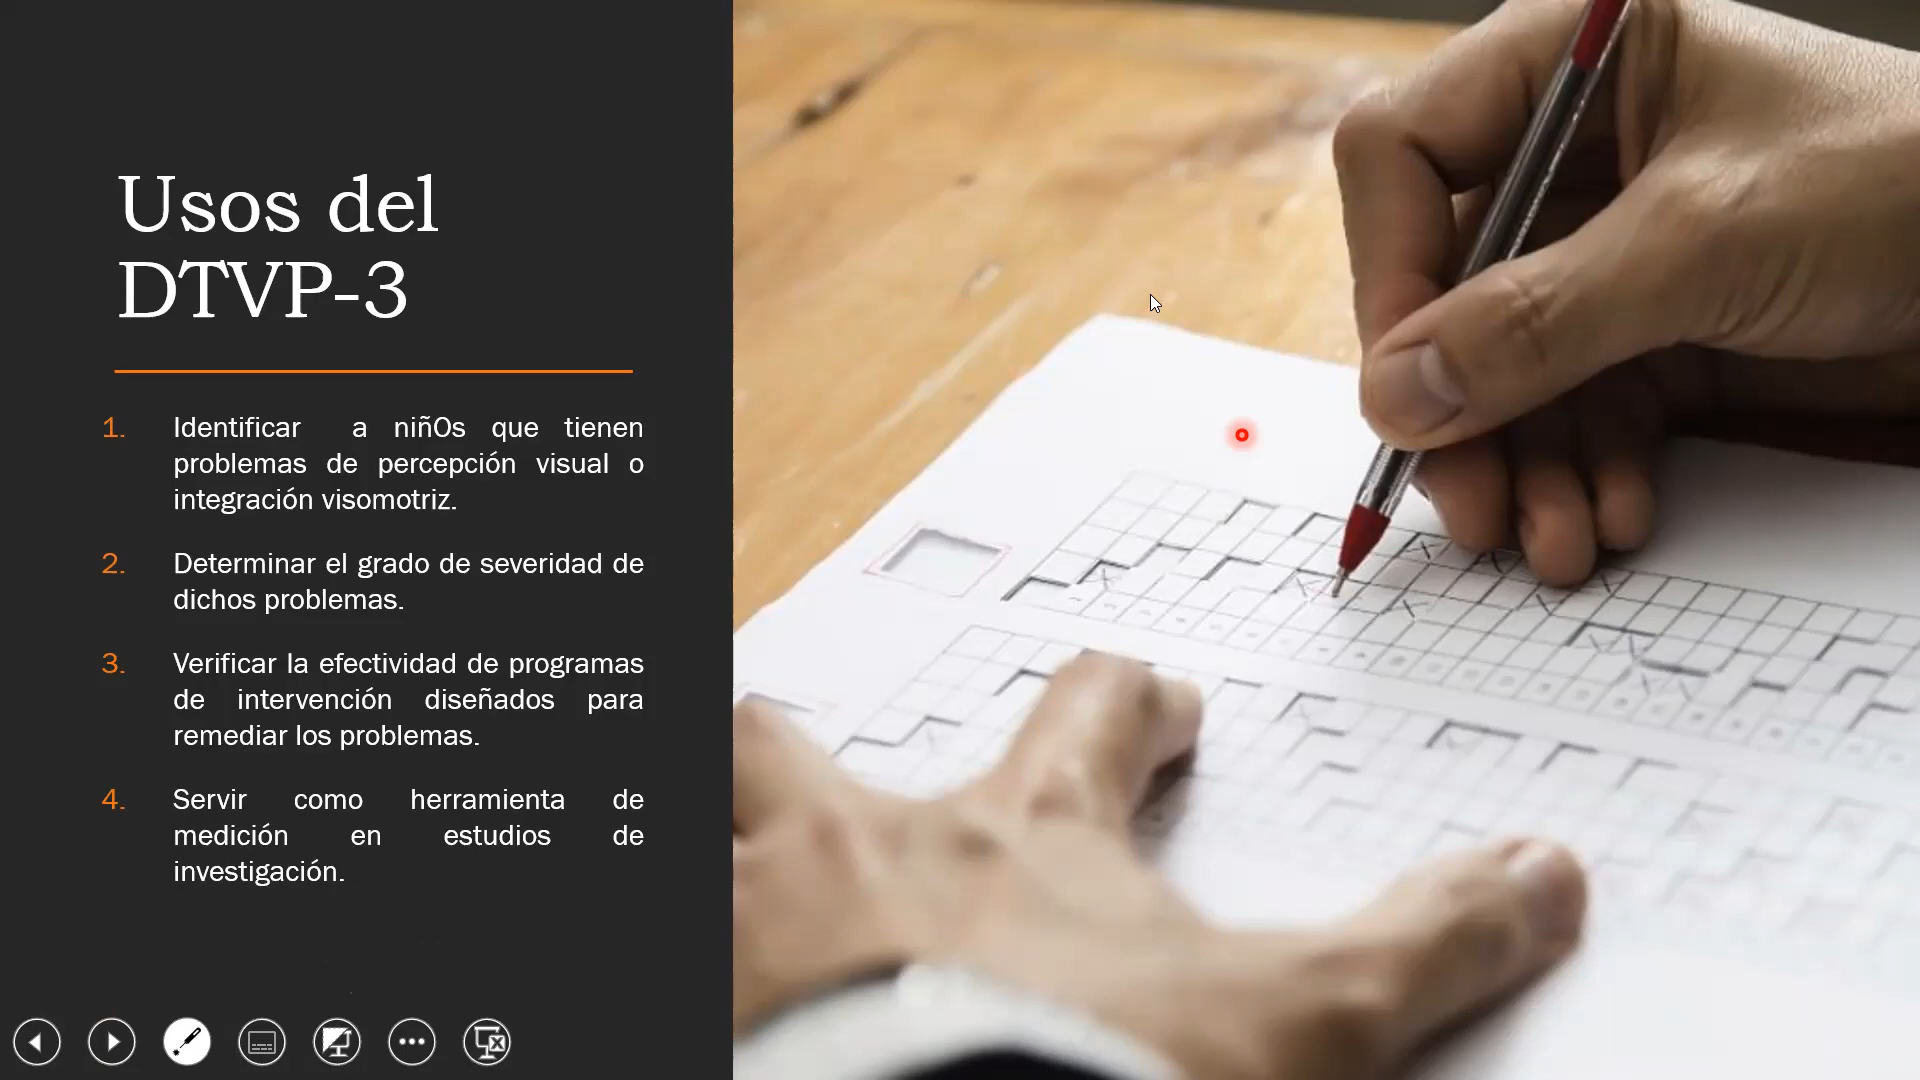 Usos del
DTVP-3
1. Identificar a niñOs que tienen
problemas de percepción visual o
integración visomotriz.
2. Determinar el grado de severidad de
dichos problemas.
3. Verificar la efectividad de programas
de intervención diseñados para
remediar los problemas.
4. Servir como herramienta de
medición en estudios de
investigación.